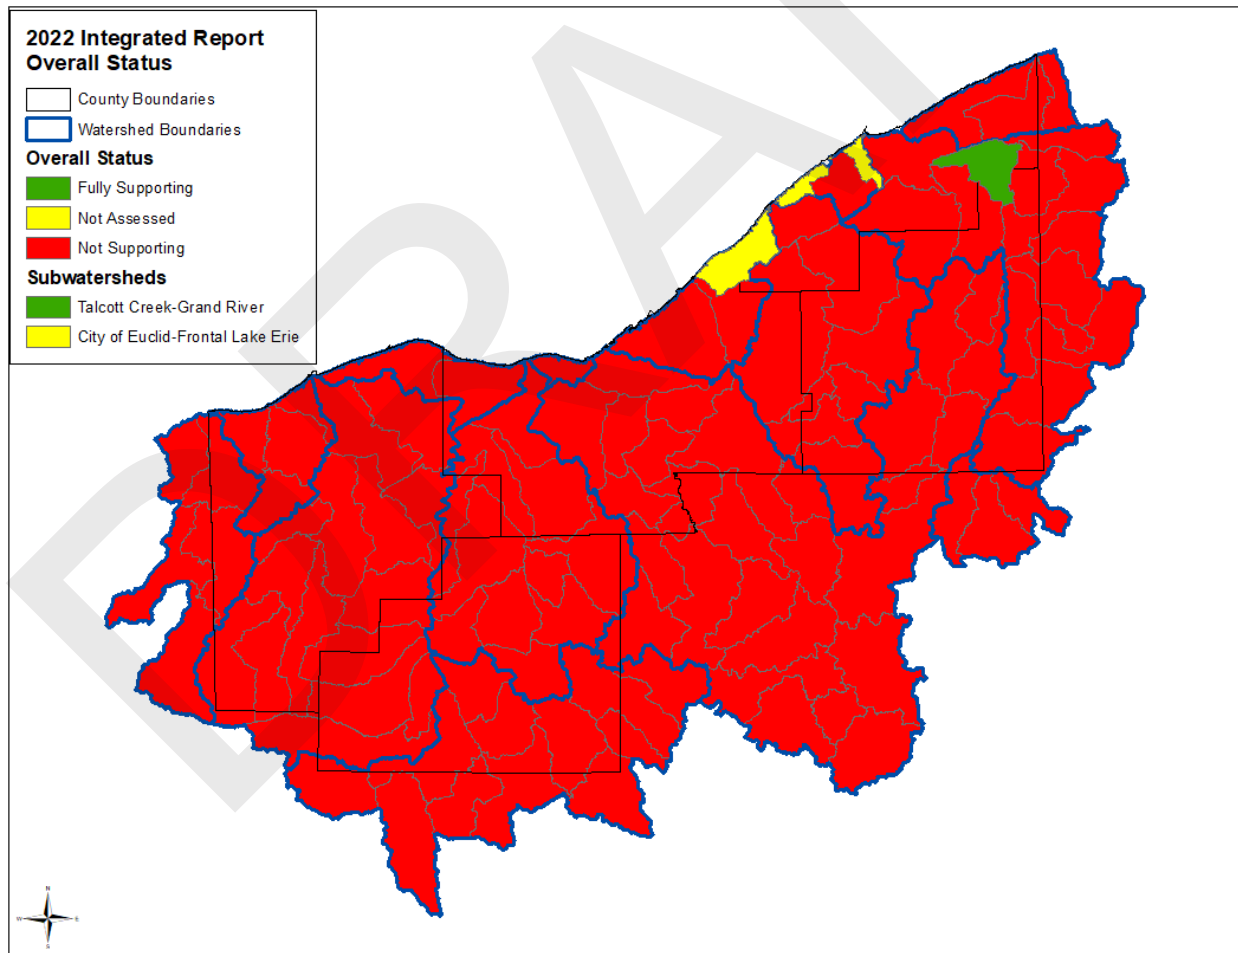 2022 Integrated Report
Overall Status
County Boundaries
Watershed Boundaries
Overall Status
Fully Supporting
Not Assessed
Not Supporting
Subwatersheds
Talcott Creek-Grand River
City of Euclid-Frontal Lake Erie
DRAF
N
W E
S